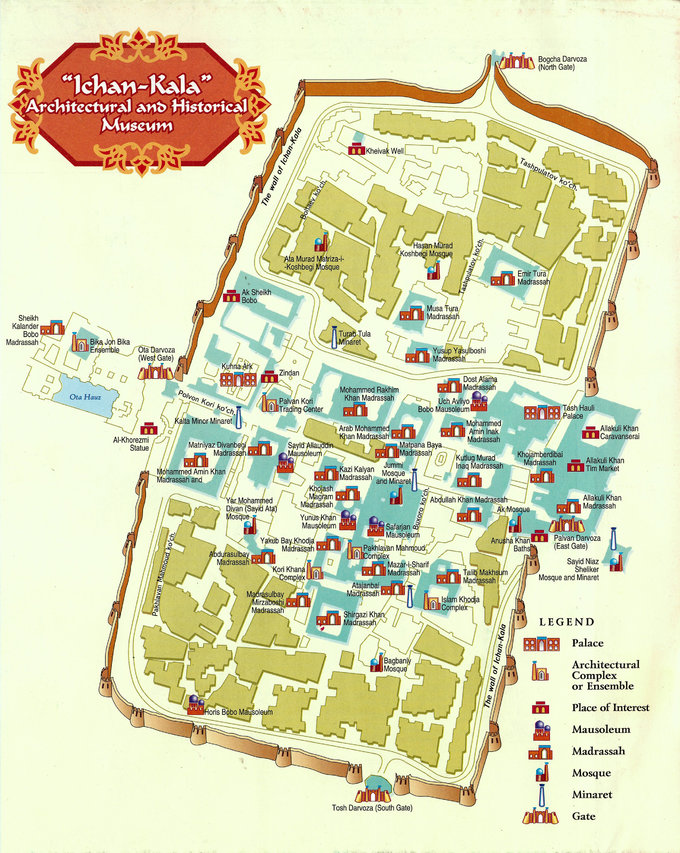 "Ichan-Kala"
Architectural and Historical
Museum
Bogcha Darvoza
(North Gate)
The wall of Ichan-Kala
Kheivak Well
Tashpulatov ko'ch.
Ata Murad Matriza-i-
-Koshbegi Mosque
Hasan Murad
Koshbegi Mosque
Tashpulatov ko'ch.
Emir Tura
Madrassah
Ak Sheikh
Bobo
Musa Tura
Madrassah
Turab Tula
Minaret
Yusup Yasulboshi
Madrassah
Sheikh
Kalander
Bobo
Madrassah
Bika Jon Bika
Ensemble
Ota Darvoza
(West Gate)
Kuhna Ark
Zindan
Ota Hauz
Polvon Kori ko'ch.
Polvan Kori
Trading Center
Mohammed Rakhim
Khan Madrassah
Dost Alama
Madrassah
Uch Avliyo
Bobo Mausoleum
Tash Hauli
Palace
Allakuli Khan
Caravanserai
Kalta Minor Minaret
Al-Khorezmi
Statue
Arab Mohammed
Khan Madrassah
Mohammed
Amin Inak
Madrassah
Matniyaz Divanbegi
Madrassah
Sayid Allauddin
Mausoleum
Matpana Baya
Madrassah
Kutlug Murad
Inaq Madrassah
Khojamberdibai
Madrassah
Allakuli Khan
Tim Market
Mohammed Amin Khan
Madrassah and
Kazi Kalyan
Madrassah
Jummi
Mosque
and Minaret
Khojash
Magram
Madrassah
Bozoro ko'ch.
Abdullah Khan Madrassah
Allakuli Khan
Madrassah
Yar Mohammed
Divan (Sayid Ata)
Mosque
Yunus Khan
Mausoleum
Safarjan
Mausoleum
Ak Mosque
Anusha Khan
Baths
Palvan Darvoza
(East Gate)
Yakub Bay Khodja
Madrassah
Pakhlavan Mahmoud
Complex
Abdurasulbay
Madrassah
Kori Khana
Complex
Mazar-i-Sharif
Madrassah
Talib Makhsum
Madrassah
Sayid Niaz
Sheliker
Mosque and Minaret
Atajanbai
Madrassah
Madrasulbay
Mirzaboshi
Madrassah
Islam Khodja
Complex
Shirgazi Khan
Madrassah
Pakhlavan Mahmoud ko'ch.
Bagbanly
Mosque
The wall of Ichan-Kala
Horis Bobo Mausoleum
Tosh Darvoza (South Gate)
LEGEND
Palace
Architectural
Complex
or Ensemble
Place of Interest
Mausoleum
Madrassah
Mosque
Minaret
Gate